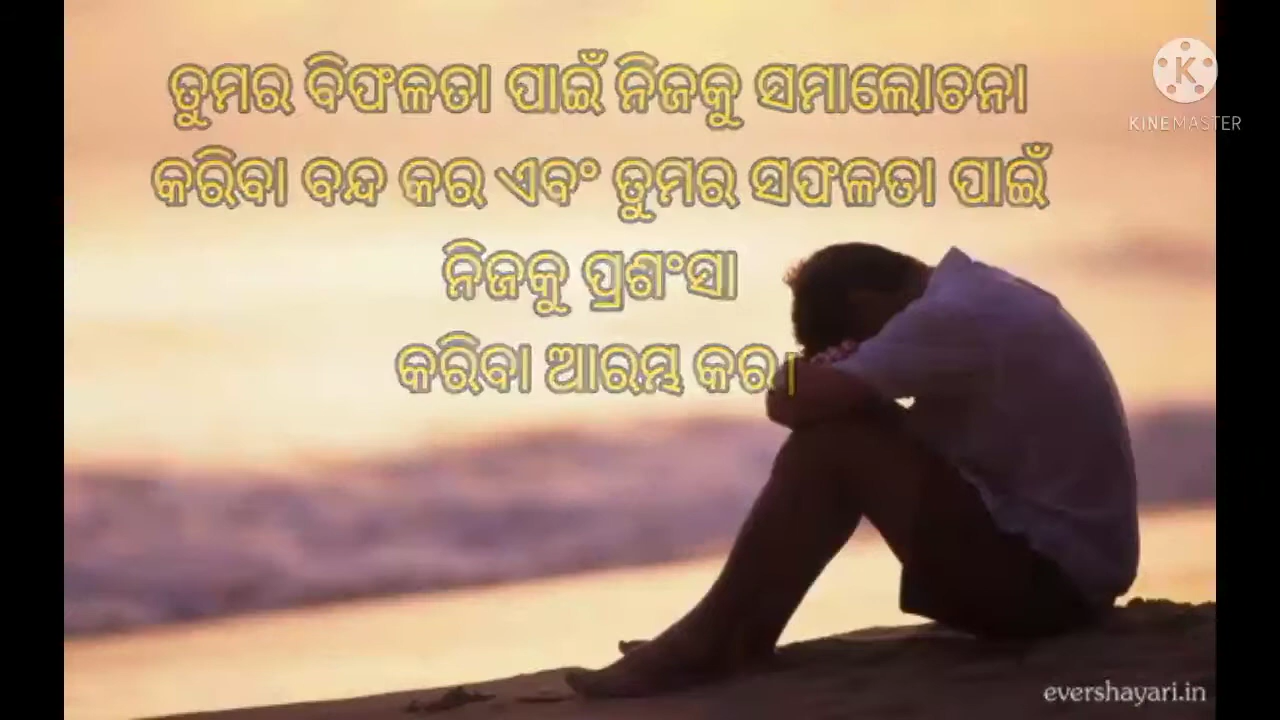 ତୁମର ବିଫଳତା ପାଇଁ ନିଜକୁ ସମାଲୋଚନା
କରିବା ବନ୍ଦ କର ଏବଂ ତୁମର ସଫଳତା ପାଇଁ
ନିଜକୁ ପ୍ରଶଂସା
କରିବା ଆରମ୍ଭ କର।
KINEMASTER
evershayari.in